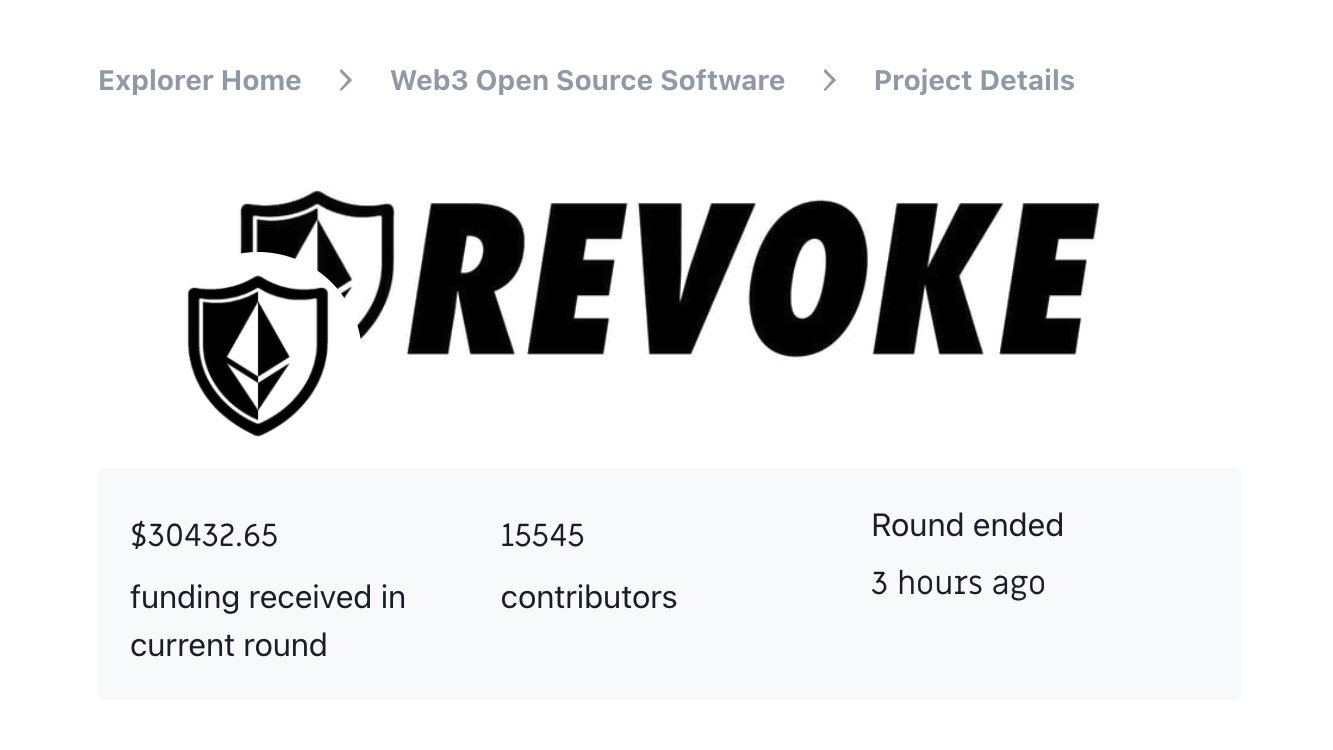 Explorer Home > Web3 Open Source Software > Project Details
REVOKE
$30432.65
funding received in
current round
15545
contributors
Round ended
3 hours ago